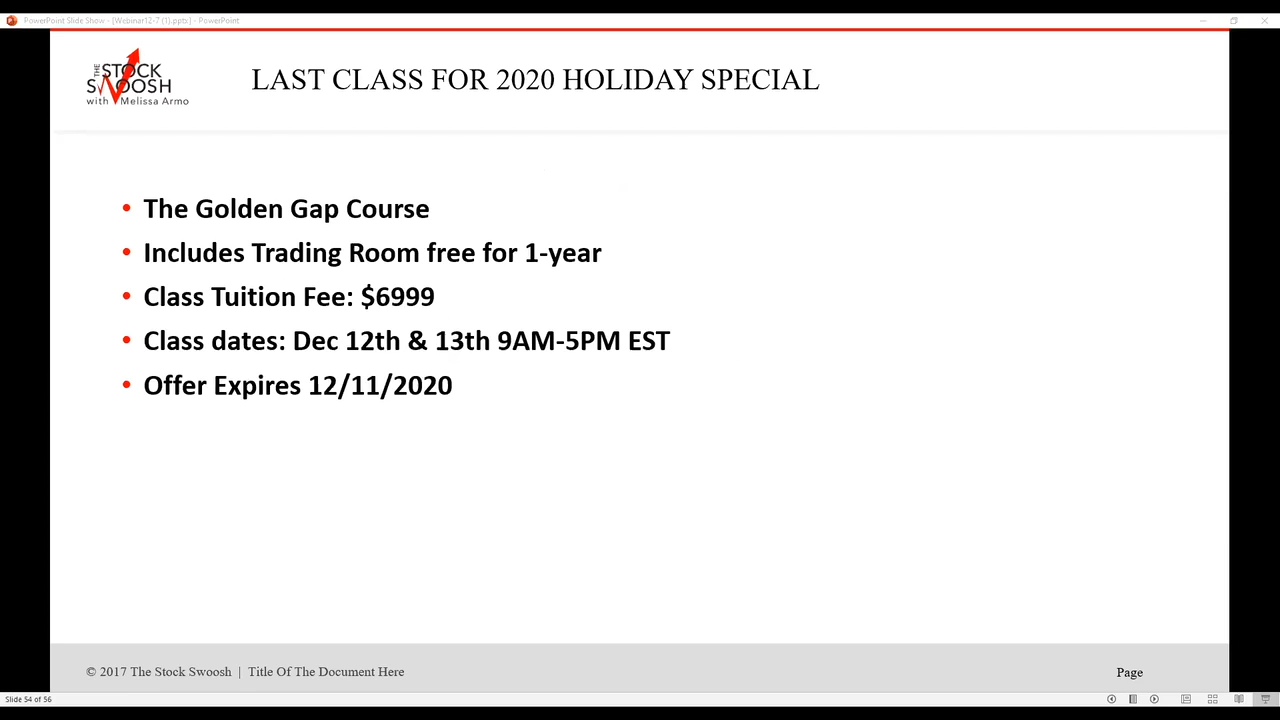 PowerPoint Slide Show - [Webinar12-7 (1).pptx] - PowerPoint
THE
STOCK
SWOOSH
with Melissa Armo
LAST CLASS FOR 2020 HOLIDAY SPECIAL
• The Golden Gap Course
• Includes Trading Room free for 1-year
• Class Tuition Fee: $6999
• Class dates: Dec 12th & 13th 9AM-5PM EST
• Offer Expires 12/11/2020
© 2017 The Stock Swoosh | Title Of The Document Here
Page
Slide 54 of 56